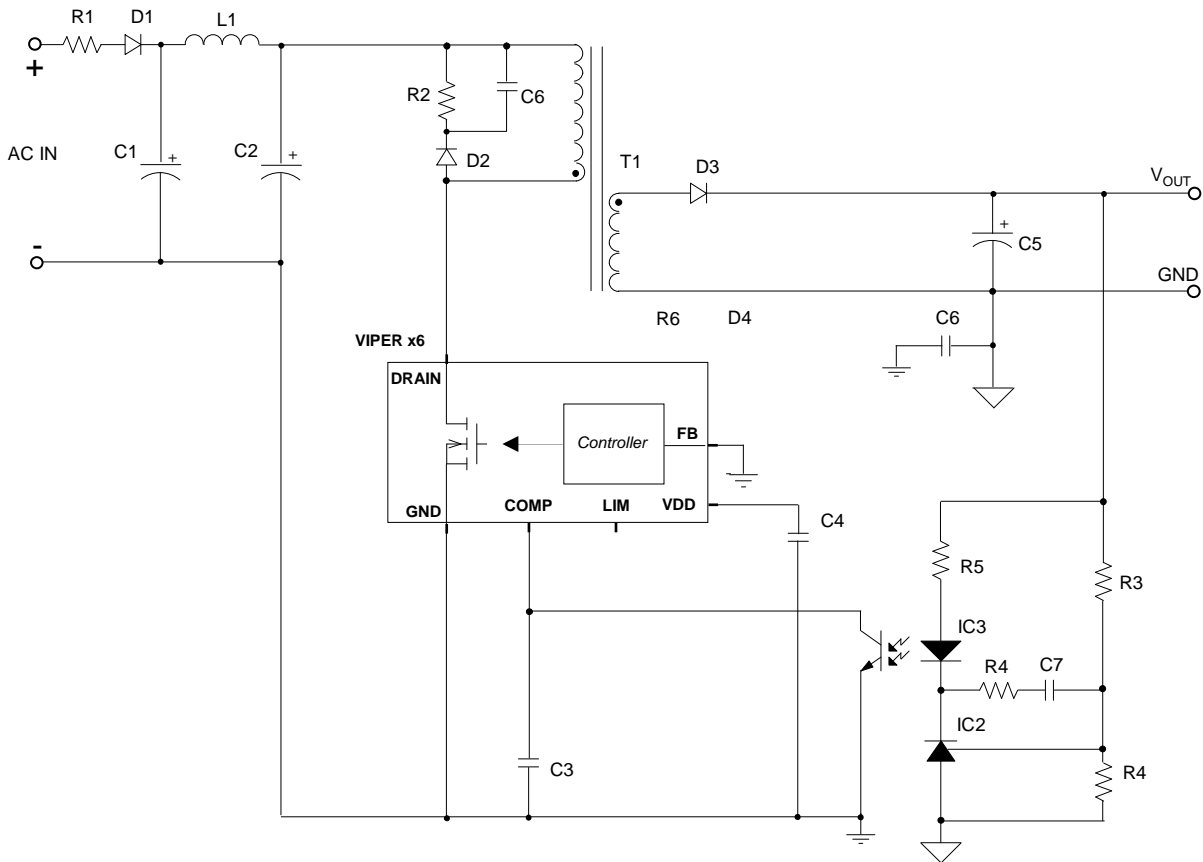 R1
D1
L1
+
AC IN
-
C1
+
C2
+
R2
C6
D2
T1
D3
V_OUT
+
C5
GND
R6
D4
C6
VIPER x6
DRAIN
Controller
FB
GND
COMP
LIM
VDD
C4
R5
R3
IC3
R4
C7
IC2
C3
R4